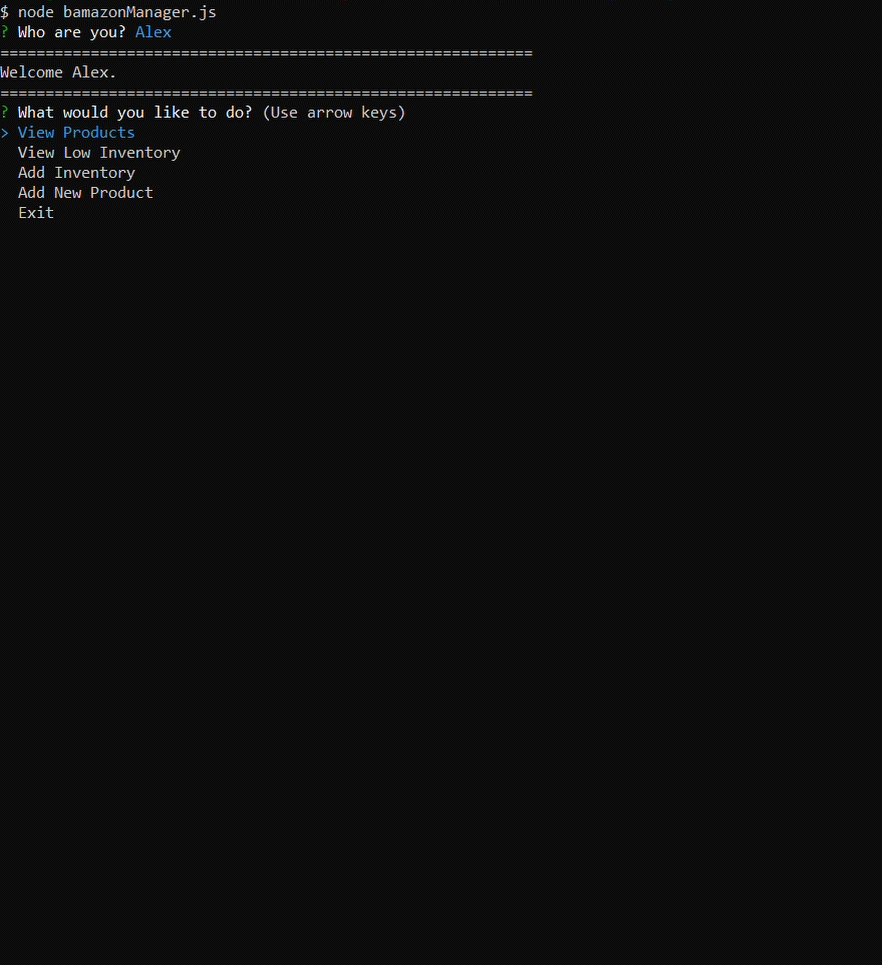 $ node bamazonManager.js
? Who are you? Alex
===========================================================
Welcome Alex.
===========================================================
? What would you like to do? (Use arrow keys)
> View Products
  View Low Inventory
  Add Inventory
  Add New Product
  Exit